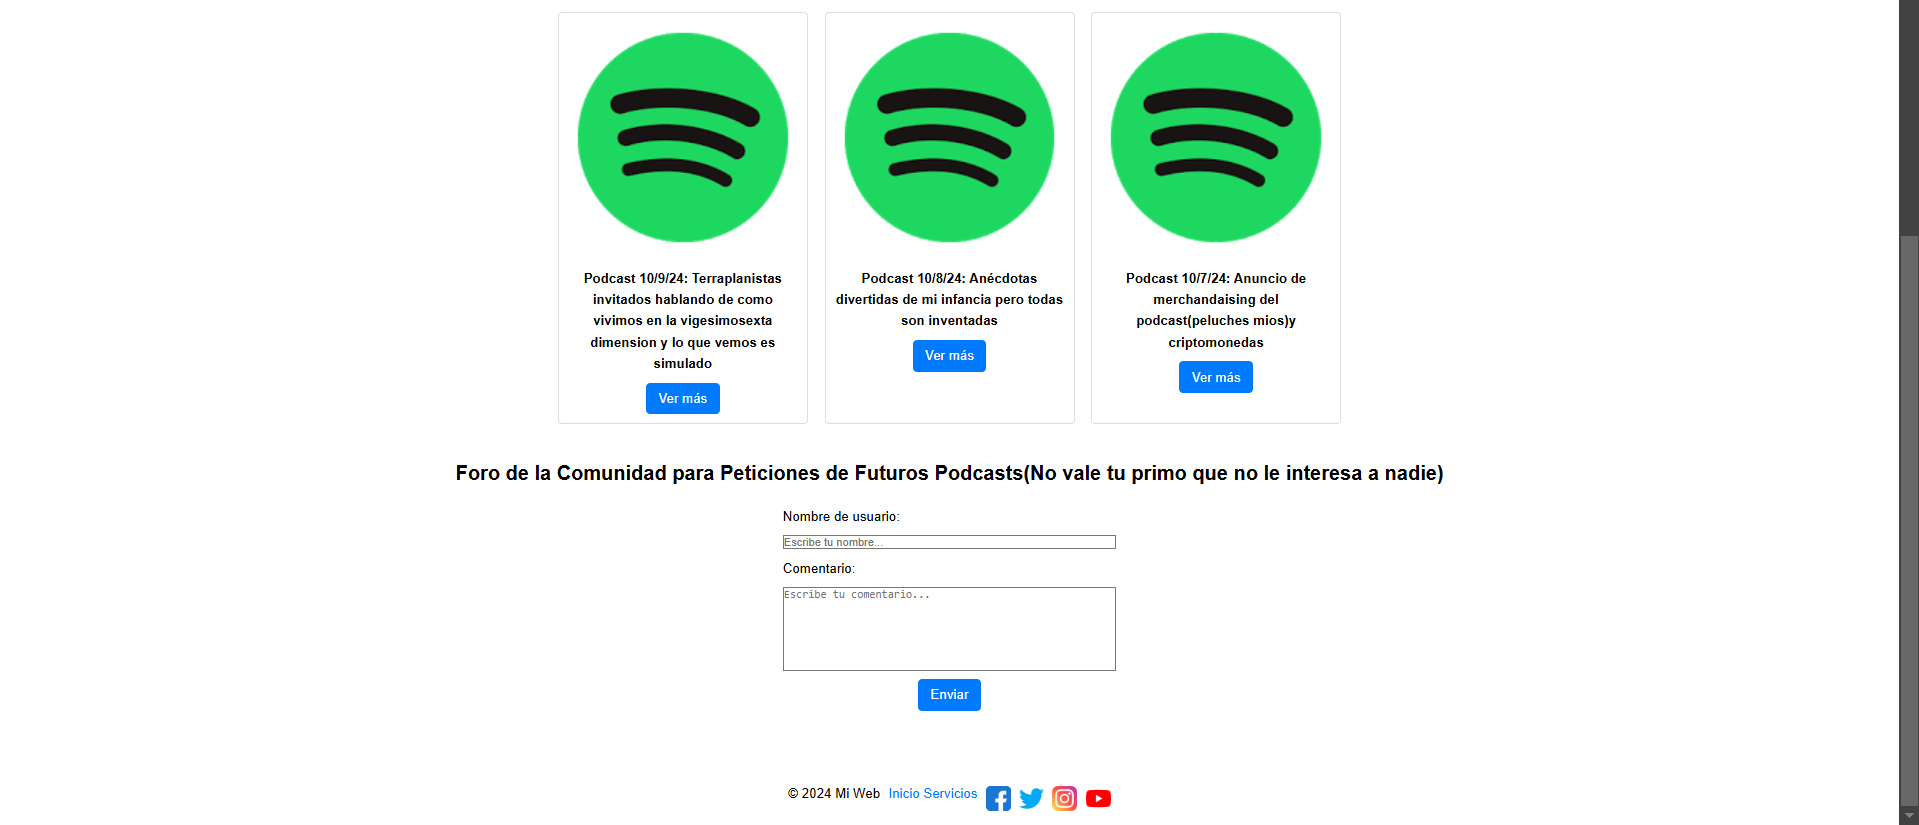 Podcast 10/9/24: Terraplanistas
invitados hablando de como
vivimos en la vigesimosexta
dimension y lo que vemos es
simulado
Ver más
Podcast 10/8/24: Anécdotas
divertidas de mi infancia pero todas
son inventadas
Ver más
Podcast 10/7/24: Anuncio de
merchandaising del
podcast(peluches mios)y
criptomonedas
Ver más
Foro de la Comunidad para Peticiones de Futuros Podcasts(No vale tu primo que no le interesa a nadie)
Nombre de usuario:
Escribe tu nombre...
Comentario:
Escribe tu comentario...
Enviar
© 2024 Mi Web Inicio Servicios